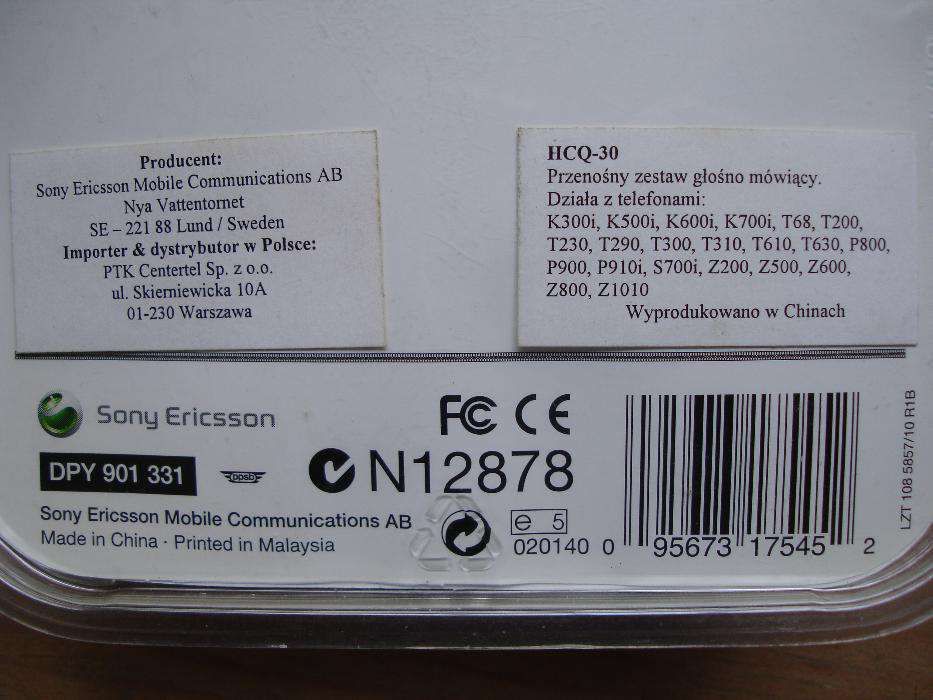 Producent:
Sony Ericsson Mobile Communications AB
Nya Vattentornet
SE – 221 88 Lund / Sweden
Importer & dystrybutor w Polsce:
PTK Centertel Sp. z o.o.
ul. Skierniewicka 10A
01-230 Warszawa
HCQ-30
Przenośny zestaw głośno mówiący.
Działa z telefonami:
K300i, K500i, K600i, K700i, T68, T200,
T230, T290, T300, T310, T610, T630, P800,
P900, P910i, S700i, Z200, Z500, Z600,
Z800, Z1010
Wyprodukowano w Chinach
Sony Ericsson
FC CE
DPY 901 331
dpsb
N12878
Sony Ericsson Mobile Communications AB
Made in China · Printed in Malaysia
e 5
020140
0 95673 17545 2
LZT 108 5857/10 R1B